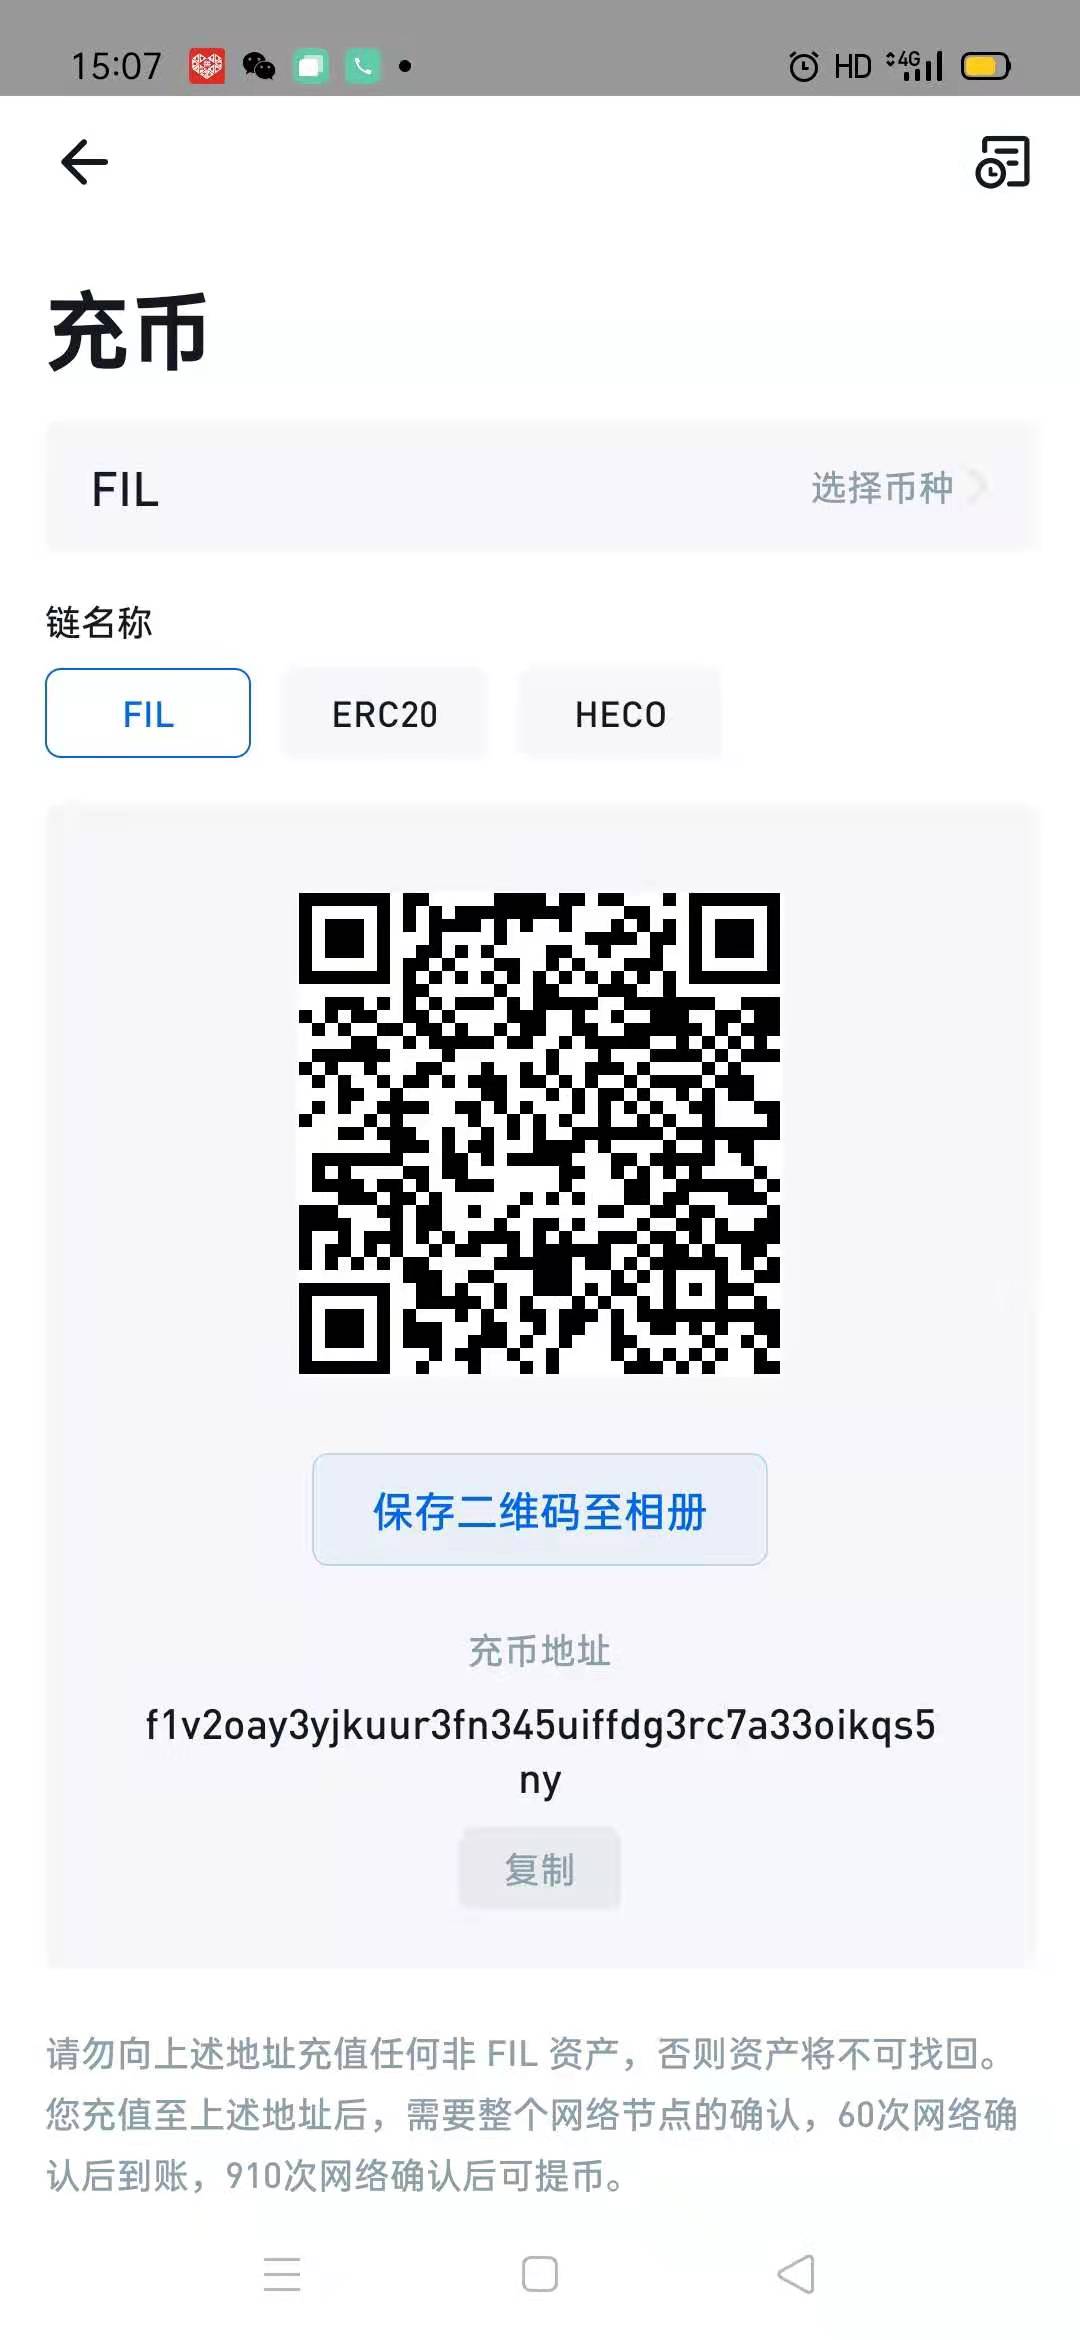 15:07
HD 4G
充币
FIL
选择币种
链名称
FIL
ERC20
HECO
保存二维码至相册
充币地址
f1v2oay3yjkuur3fn345uiffdg3rc7a33oikqs5
ny
复制
请勿向上述地址充值任何非 FIL 资产，否则资产将不可找回。
您充值至上述地址后，需要整个网络节点的确认，60次网络确
认后到账，910次网络确认后可提币。